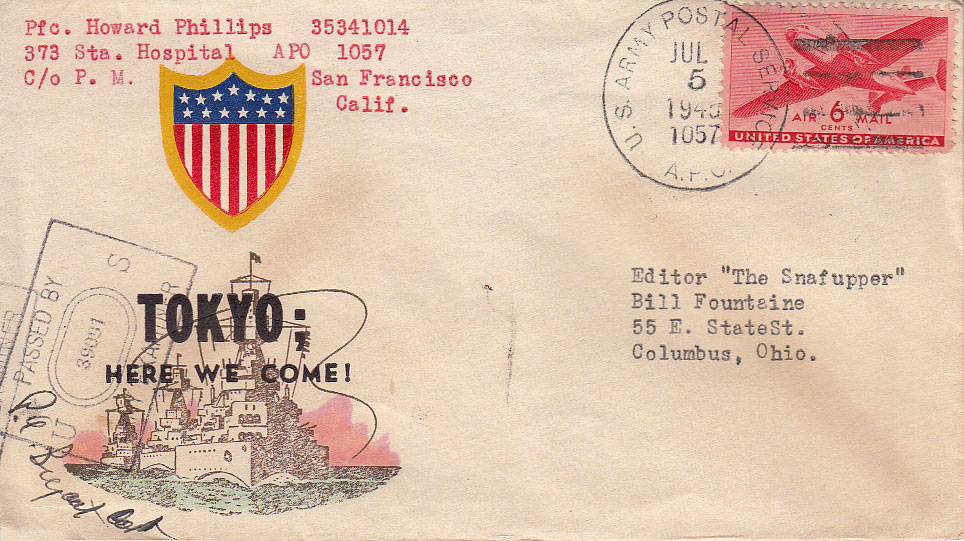 Pfc. Howard Phillips 35341014
373 Sta. Hospital APO 1057
C/o P. M. San Francisco
Calif.
U.S. ARMY POSTAL SERVICE
JUL
5
1945
1057
A.P.O.
AIR 6 MAIL
CENTS
UNITED STATES OF AMERICA
PASSED BY
S
39081
TOKYO;
HERE WE COME!
Editor "The Snafupper"
Bill Fountaine
55 E. StateSt.
Columbus, Ohio.